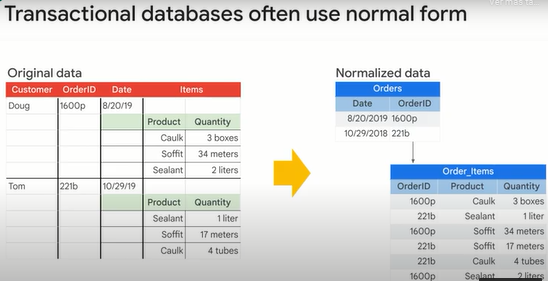 Transactional databases often use normal form
Original data
Customer OrderID Date Items
Doug 1600p 8/20/19
Product Quantity
Caulk 3 boxes
Soffit 34 meters
Sealant 2 liters
Tom 221b 10/29/19
Product Quantity
Sealant 1 liter
Soffit 17 meters
Caulk 4 tubes
Normalized data
Orders
Date OrderID
8/20/2019 1600p
10/29/2018 221b
Order_Items
OrderID Product Quantity
1600p Caulk 3 boxes
221b Sealant 1 liter
1600p Soffit 34 meters
221b Soffit 17 meters
221b Caulk 4 tubes
1600p Sealant 2 liters